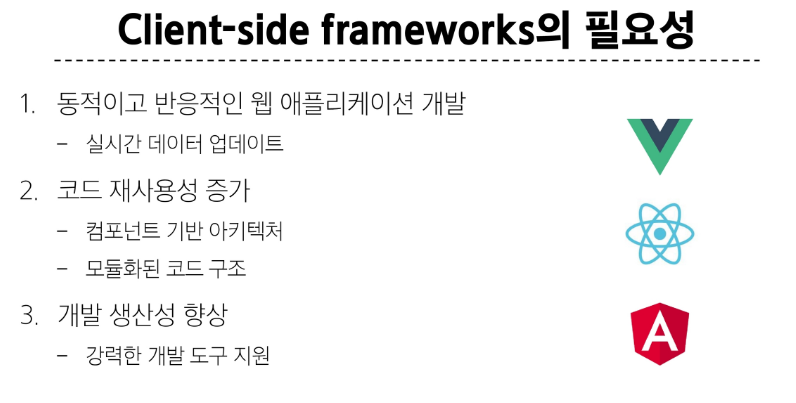 Client-side frameworks의 필요성
1. 동적이고 반응적인 웹 애플리케이션 개발
– 실시간 데이터 업데이트
2. 코드 재사용성 증가
– 컴포넌트 기반 아키텍처
– 모듈화된 코드 구조
3. 개발 생산성 향상
– 강력한 개발 도구 지원
A